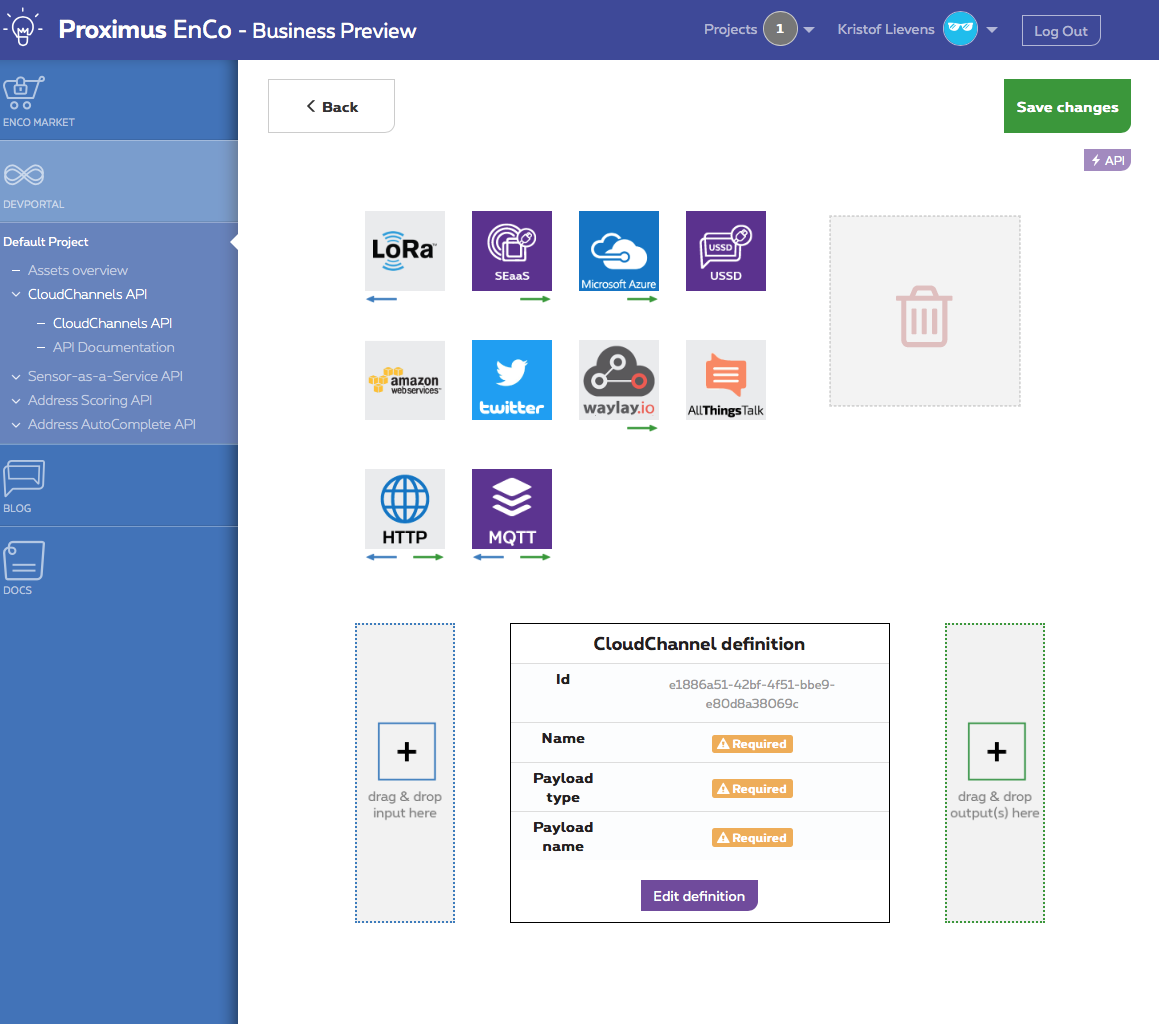 Proximus EnCo - Business Preview
Projects 1
Kristof Lievens
Log Out
ENCO MARKET
DEVPORTAL
Default Project
– Assets overview
CloudChannels API
– CloudChannels API
– API Documentation
Sensor-as-a-Service API
Address Scoring API
Address AutoComplete API
BLOG
DOCS
Back
Save changes
API
LoRa™
SEaaS
Microsoft Azure
USSD
USSD
amazon
webservices™
twitter
waylay.io
AllThingsTalk
HTTP
MQTT
+
drag & drop
input here
CloudChannel definition
Id
e1886a51-42bf-4f51-bbe9-
e80d8a38069c
Name
Required
Payload
type
Required
Payload
name
Required
Edit definition
+
drag & drop
output(s) here